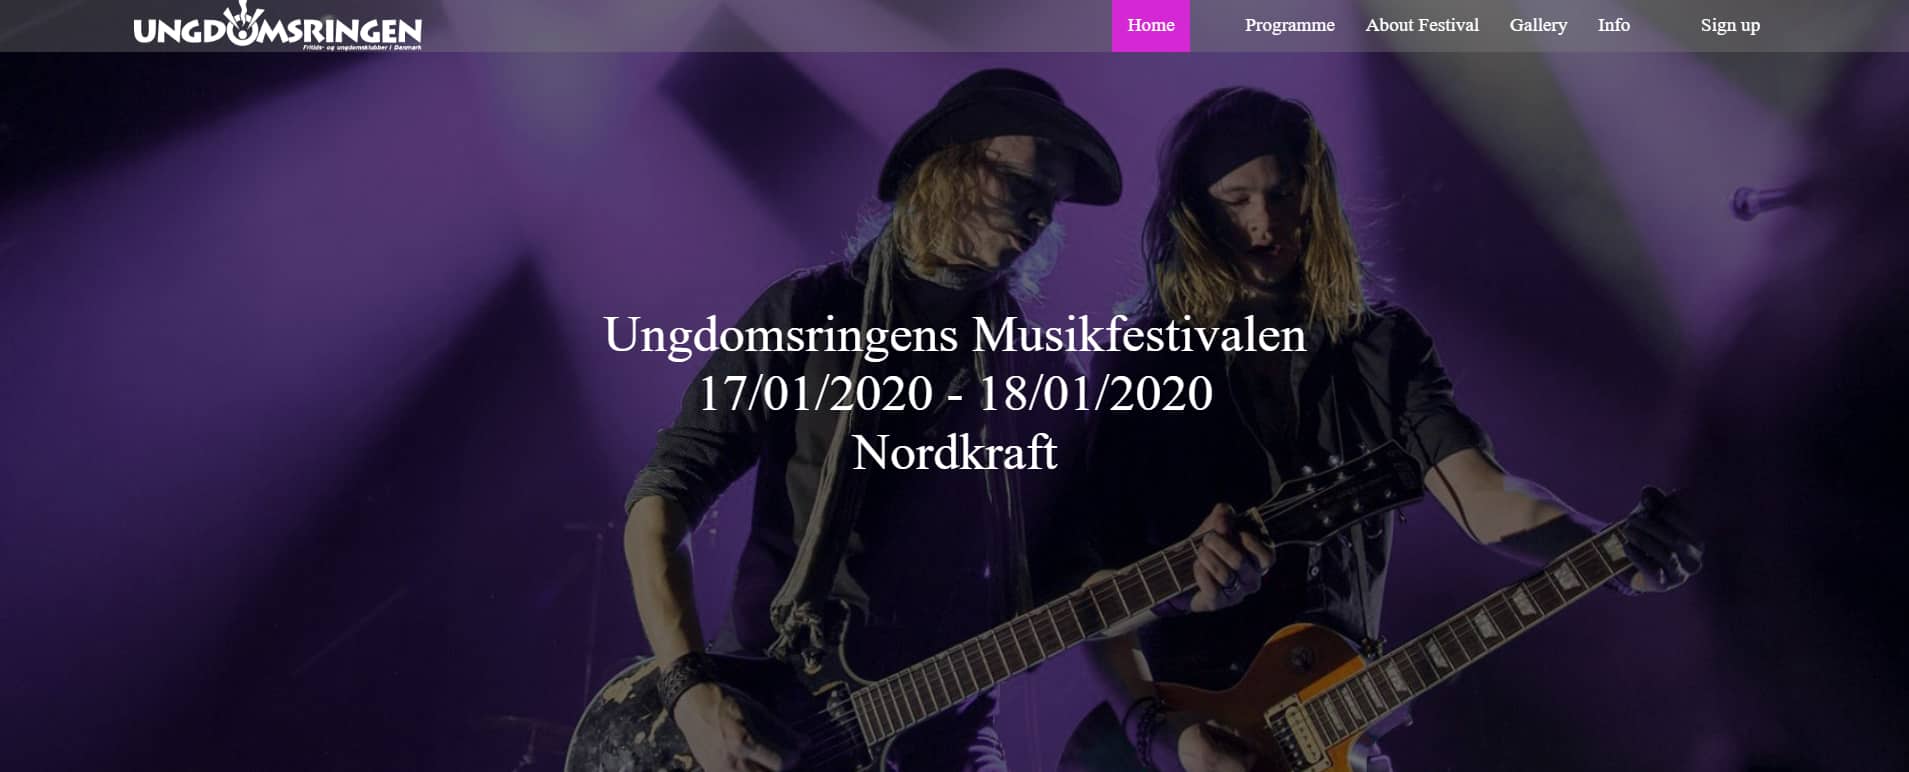 UNGDOMSRINGEN
Fritids- og ungdomsklubber i Danmark
Home Programme About Festival Gallery Info Sign up
Ungdomsringens Musikfestivalen
17/01/2020 - 18/01/2020
Nordkraft